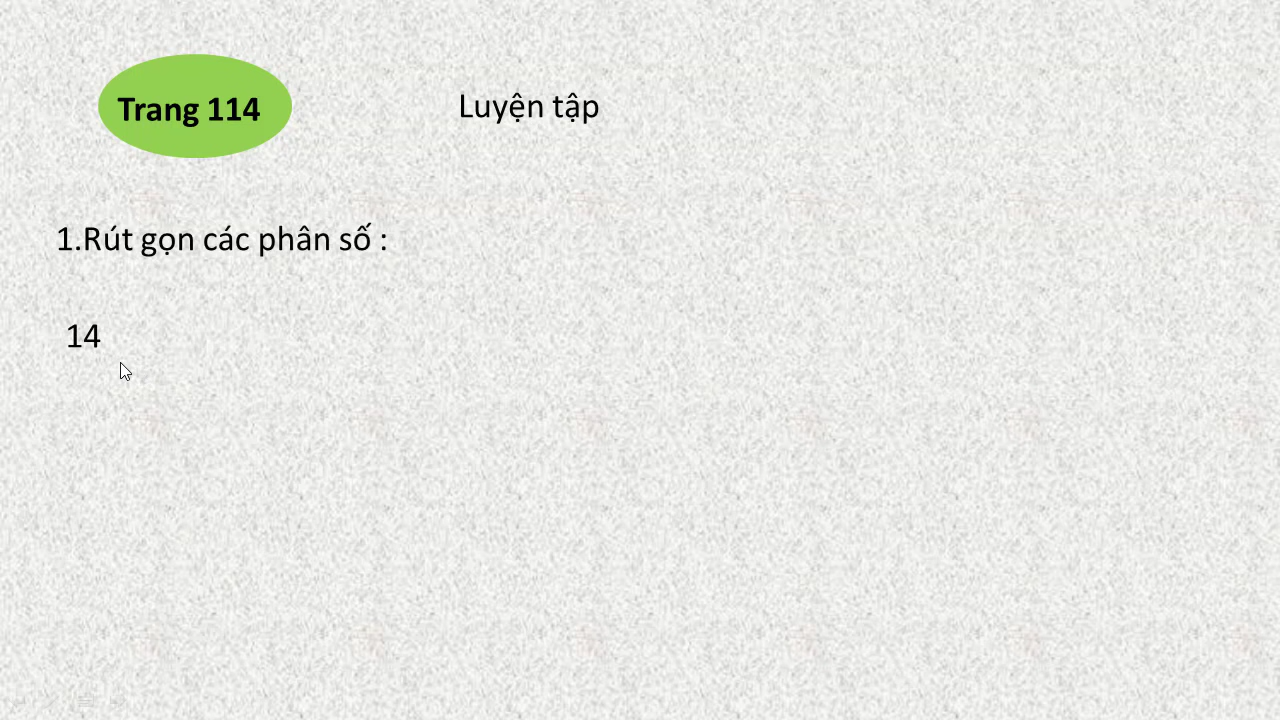 Trang 114
Luyện tập
1.Rút gọn các phân số :
14